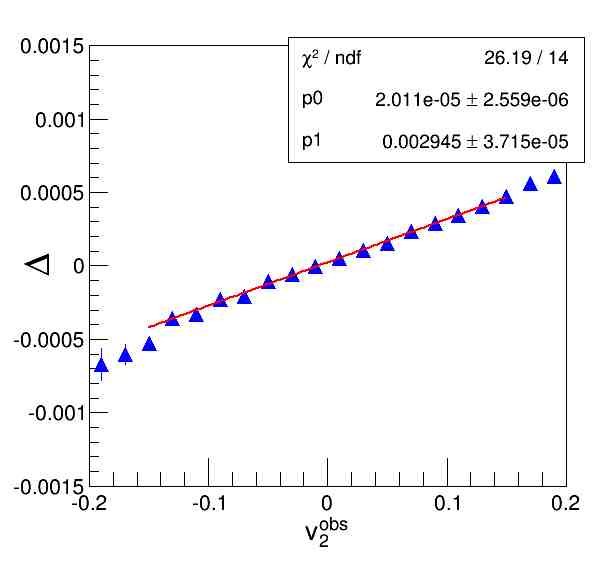 0.0015
χ² / ndf 26.19 / 14
p0 2.011e-05 ± 2.559e-06
p1 0.002945 ± 3.715e-05
0.001
0.0005
0
-0.0005
-0.001
-0.0015
Δ
-0.2 -0.1 0 0.1 0.2
v₂ᵒᵇˢ